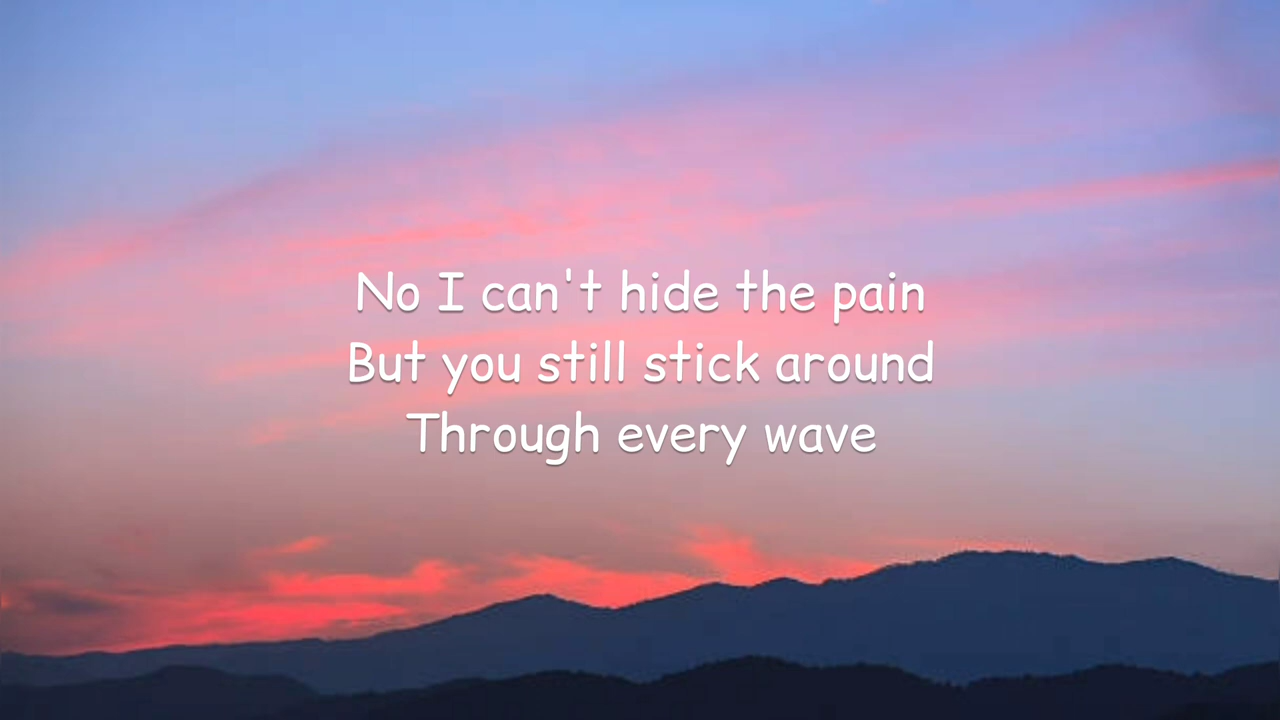 No I can't hide the pain
But you still stick around
Through every wave